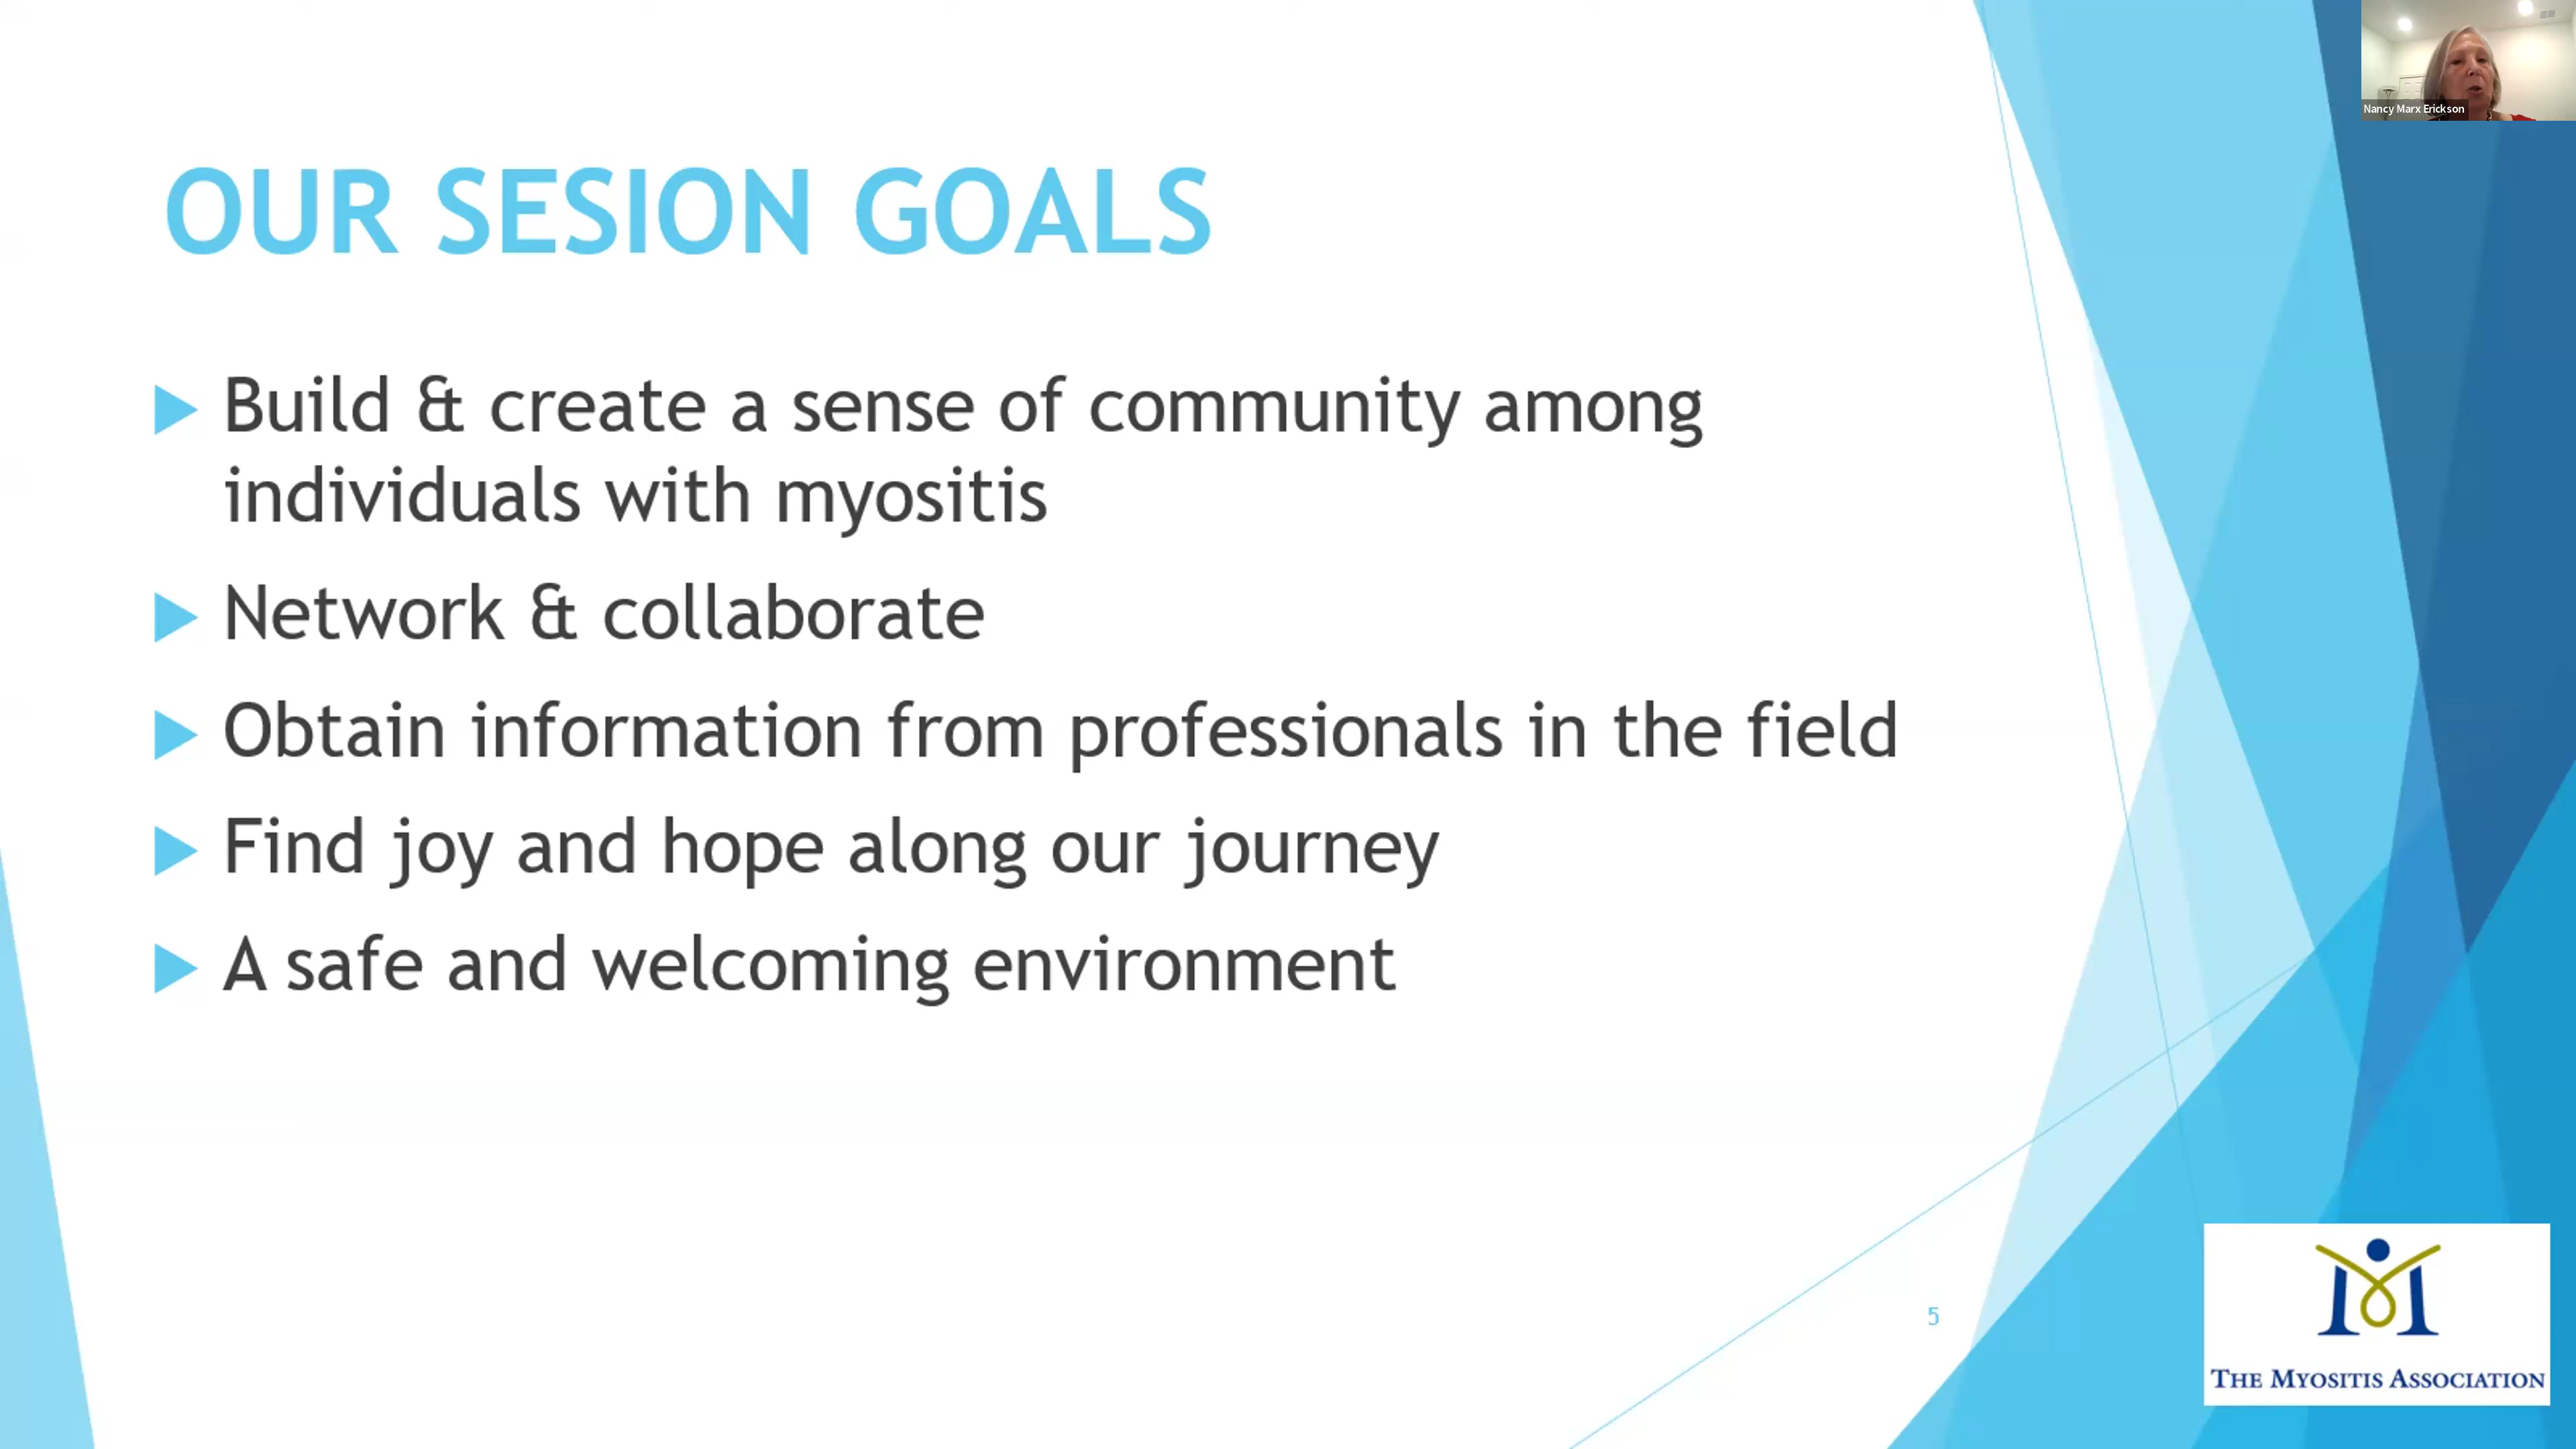 Nancy Marx Erickson
OUR SESION GOALS
Build & create a sense of community among
individuals with myositis
Network & collaborate
Obtain information from professionals in the field
Find joy and hope along our journey
A safe and welcoming environment
5
THE MYOSITIS ASSOCIATION